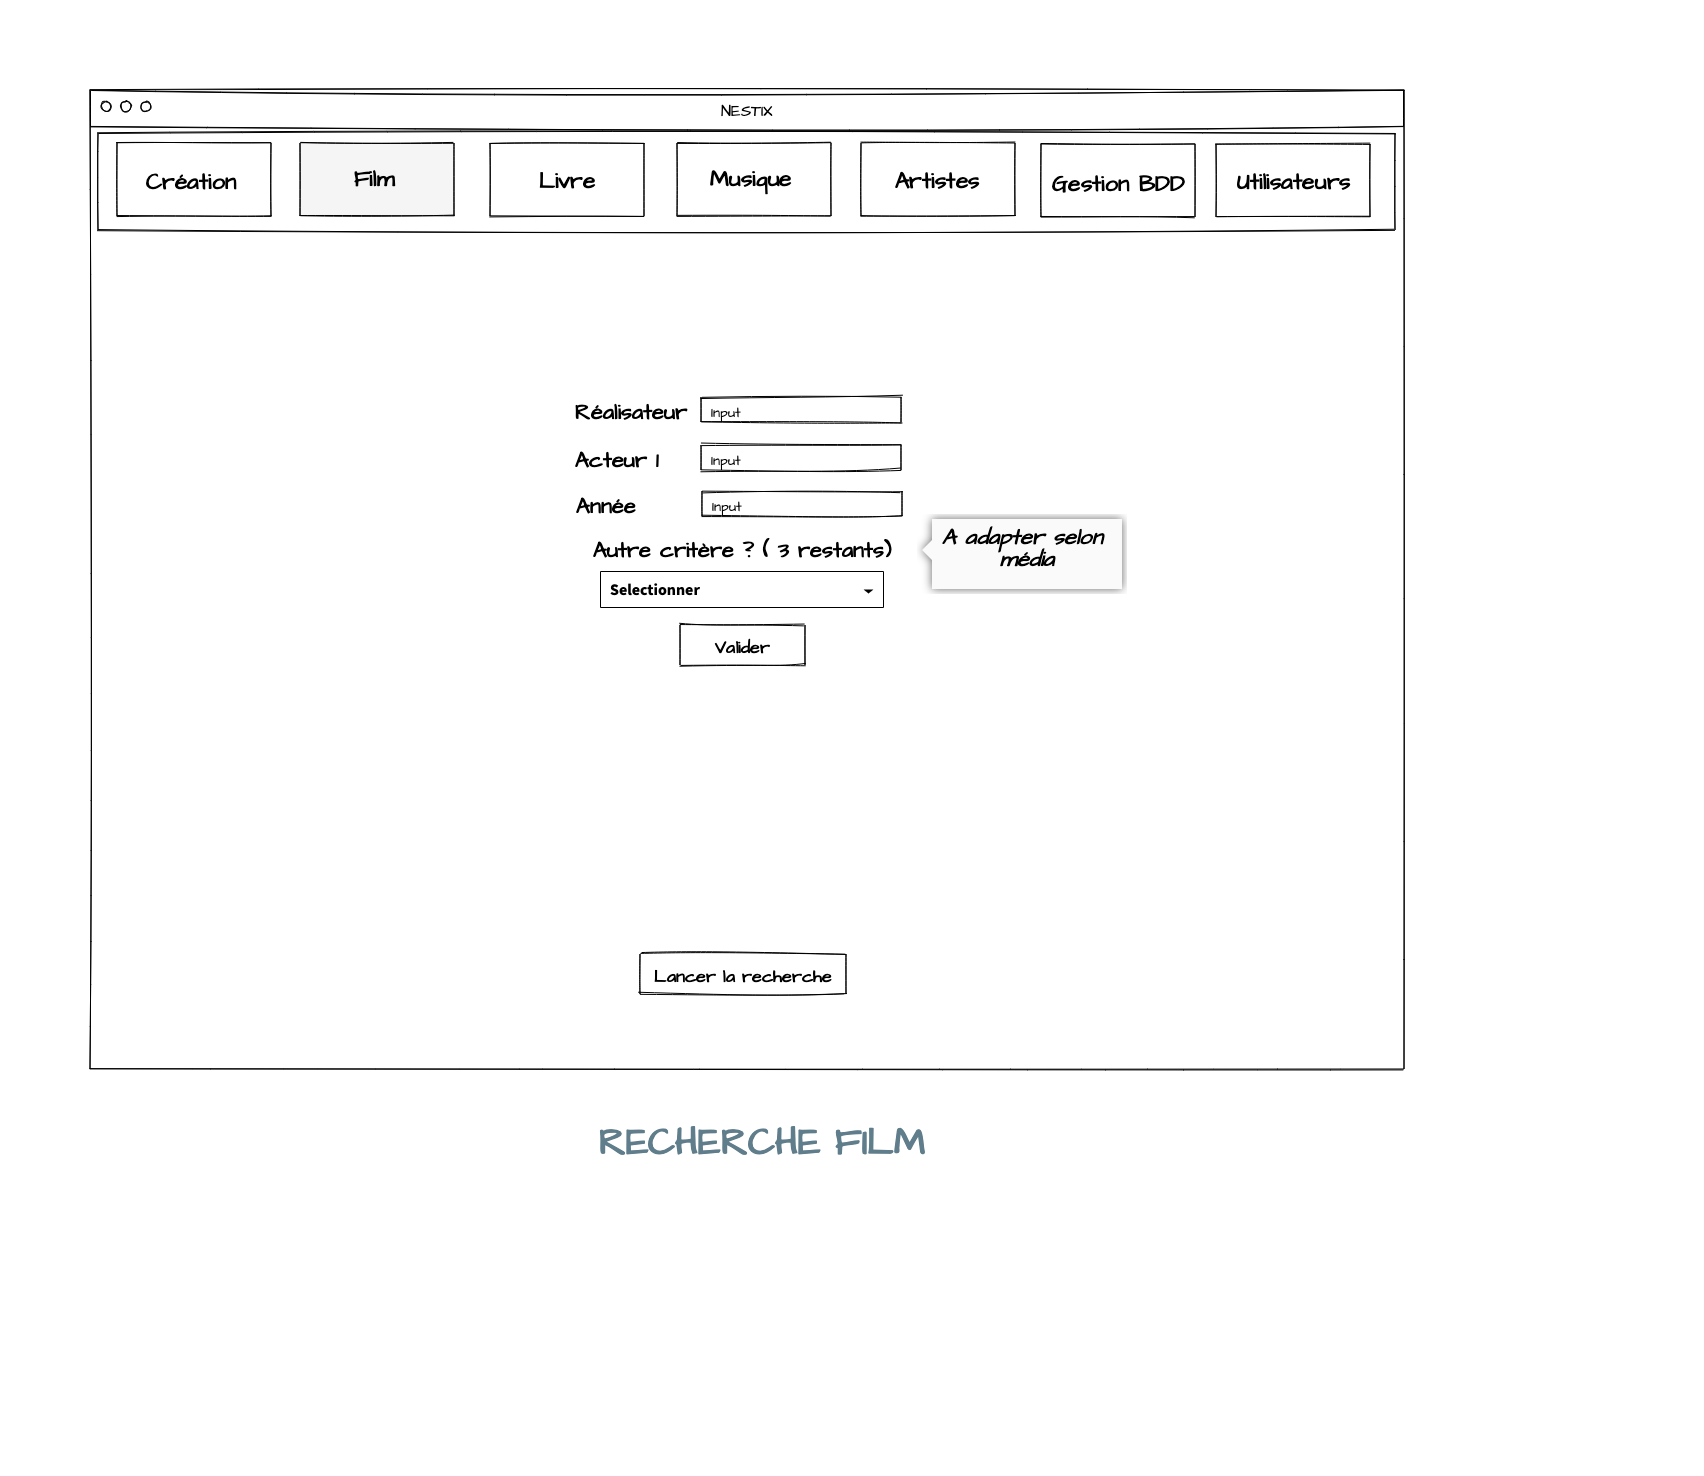 NESTIX
Création
Film
Livre
Musique
Artistes
Gestion BDD
Utilisateurs
Réalisateur
Input
Acteur 1
Input
Année
Input
Autre critère ? ( 3 restants)
A adapter selon
média
Selectionner
Valider
Lancer la recherche
RECHERCHE FILM